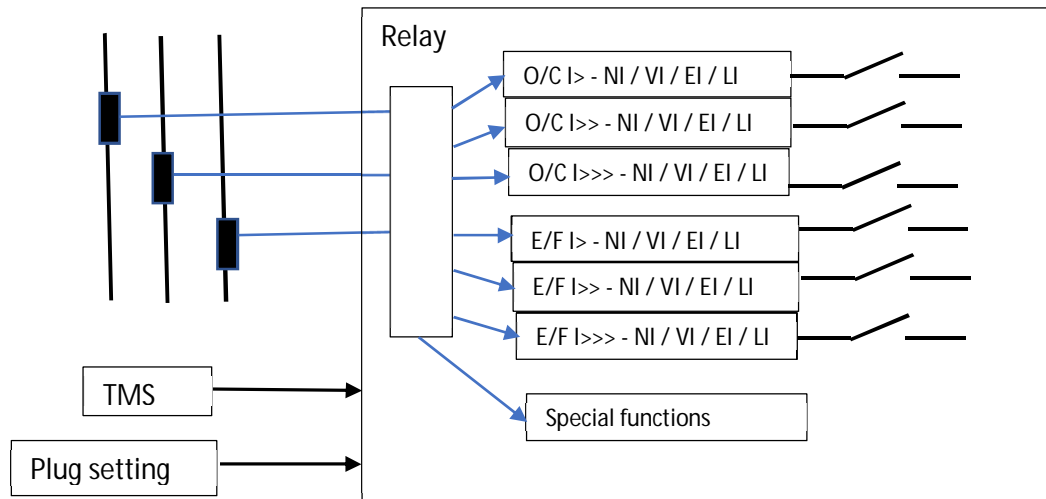 Relay
O/C I> - NI / VI / EI / LI
O/C I>> - NI / VI / EI / LI
O/C I>>> - NI / VI / EI / LI
E/F I> - NI / VI / EI / LI
E/F I>> - NI / VI / EI / LI
E/F I>>> - NI / VI / EI / LI
TMS
Special functions
Plug setting